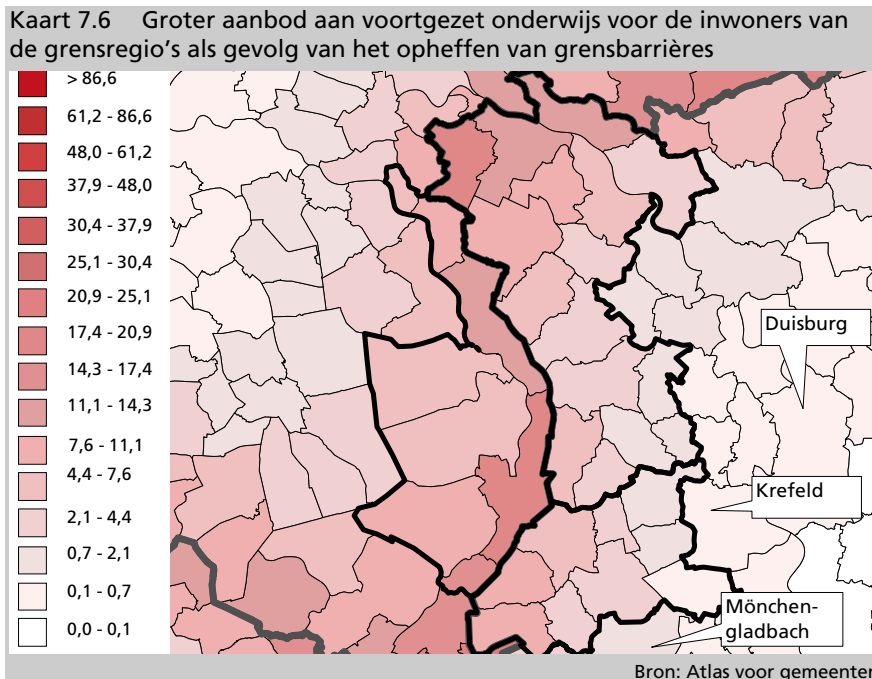 Kaart 7.6 Groter aanbod aan voortgezet onderwijs voor de inwoners van
de grensregio's als gevolg van het opheffen van grensbarrières
> 86,6
61,2 - 86,6
48,0 - 61,2
37,9 - 48,0
30,4 - 37,9
25,1 - 30,4
20,9 - 25,1
17,4 - 20,9
14,3 - 17,4
11,1 - 14,3
7,6 - 11,1
4,4 - 7,6
2,1 - 4,4
0,7 - 2,1
0,1 - 0,7
0,0 - 0,1
Duisburg
Krefeld
Mönchen-
gladbach
Bron: Atlas voor gemeenten